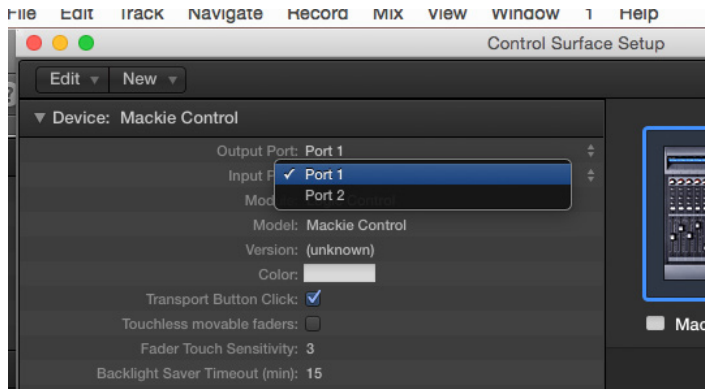 File Edit Track Navigate Record Mix View Window 1 Help
Control Surface Setup
Edit New
Device: Mackie Control
Output Port: Port 1
Input P Port 1
Port 2
Mod
Model: Mackie Control
Version: (unknown)
Color:
Transport Button Click:
Touchless movable faders:
Fader Touch Sensitivity: 3
Backlight Saver Timeout (min): 15
Mac